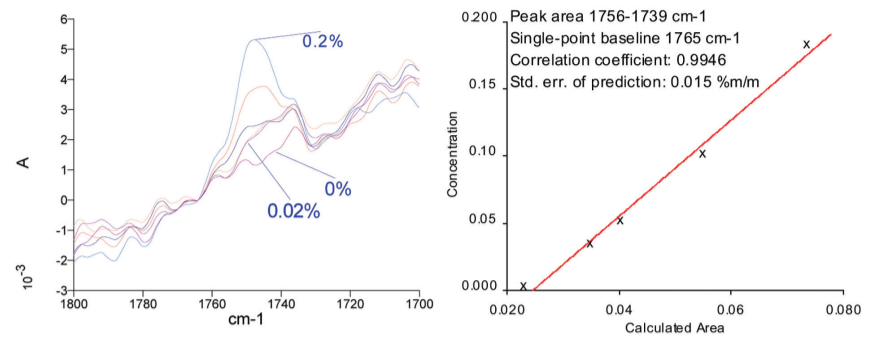 6
5
4
3
2
1
0
-1
-2
-3
A
10⁻³
1800
1780
1760
1740
1720
1700
cm-1
0.2%
0%
0.02%
Peak area 1756-1739 cm-1
Single-point baseline 1765 cm-1
Correlation coefficient: 0.9946
Std. err. of prediction: 0.015 %m/m
0.200
0.15
0.10
0.05
0.000
Concentration
0.020
0.04
0.06
0.080
Calculated Area
x
x
x
x
x